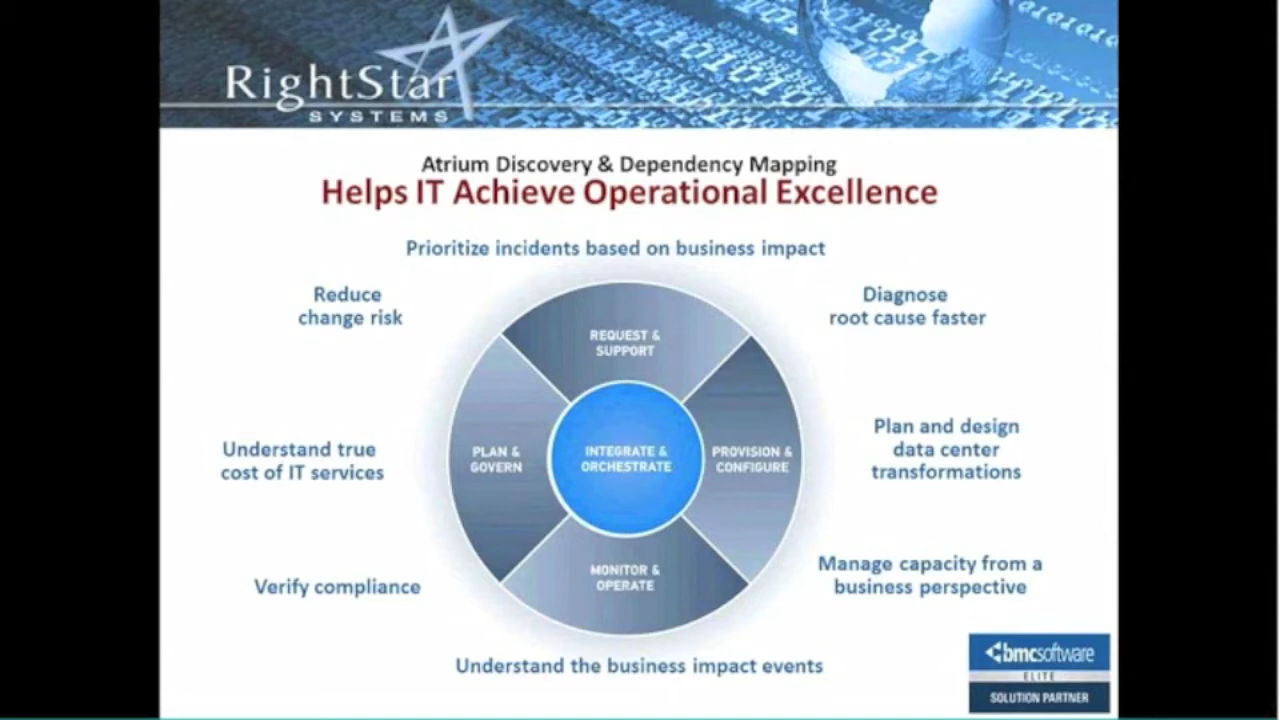 RightStar
SYSTEMS
Atrium Discovery & Dependency Mapping
Helps IT Achieve Operational Excellence
Prioritize incidents based on business impact
Reduce
change risk
Diagnose
root cause faster
REQUEST &
SUPPORT
Understand true
cost of IT services
PLAN &
GOVERN
INTEGRATE &
ORCHESTRATE
PROVISION &
CONFIGURE
Plan and design
data center
transformations
Verify compliance
MONITOR &
OPERATE
Manage capacity from a
business perspective
Understand the business impact events
bmcsoftware
ELITE
SOLUTION PARTNER